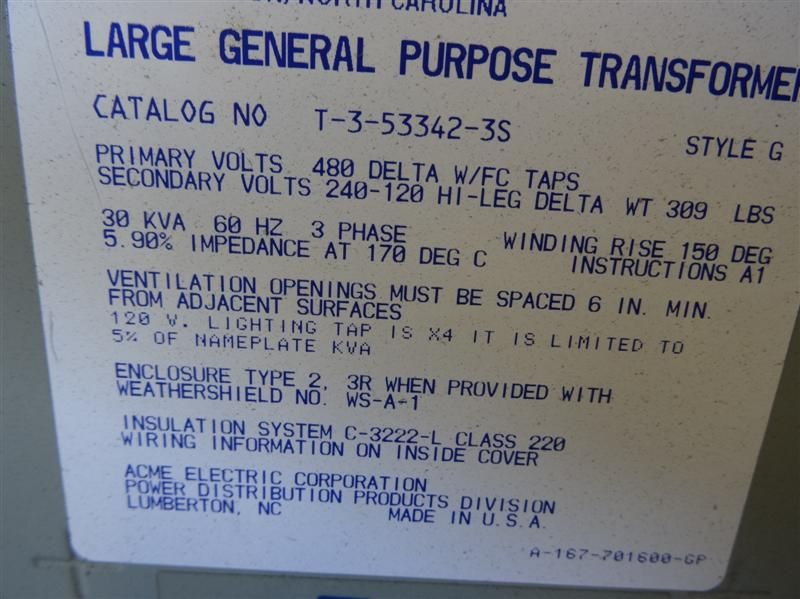 NORTH CAROLINA
LARGE GENERAL PURPOSE TRANSFORMER
CATALOG NO T-3-53342-3S STYLE G
PRIMARY VOLTS 480 DELTA W/FC TAPS
SECONDARY VOLTS 240-120 HI-LEG DELTA WT 309 LBS
30 KVA 60 HZ 3 PHASE WINDING RISE 150 DEG
5.90% IMPEDANCE AT 170 DEG C INSTRUCTIONS A1
VENTILATION OPENINGS MUST BE SPACED 6 IN. MIN.
FROM ADJACENT SURFACES
120 V. LIGHTING TAP IS X4 IT IS LIMITED TO
5% OF NAMEPLATE KVA
ENCLOSURE TYPE 2, 3R WHEN PROVIDED WITH
WEATHERSHIELD NO. WS-A-1
INSULATION SYSTEM C-3222-L CLASS 220
WIRING INFORMATION ON INSIDE COVER
ACME ELECTRIC CORPORATION
POWER DISTRIBUTION PRODUCTS DIVISION
LUMBERTON, NC MADE IN U.S.A.
A-167-701600-GP